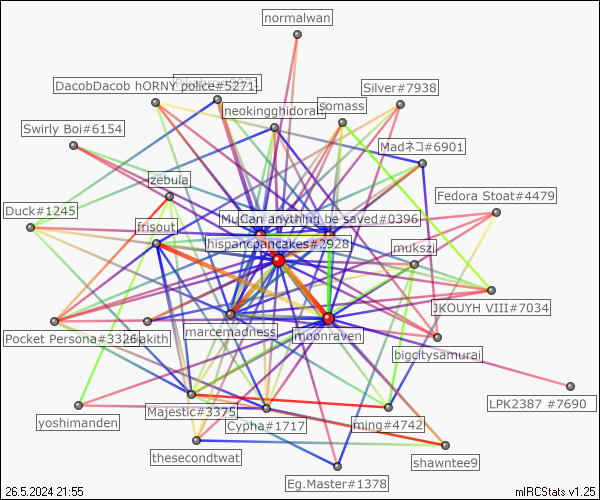 normalwan
DacobDacob hORNY police#5271
Silver#7938
neokingghidorah
somass
Swirly Boi#6154
Madネコ#6901
zebula
Fedora Stoat#4479
Duck#1245
frisout
Can anything be saved#0396
hispancpancakes#2928
mukszi
JKOUYH VIII#7034
Pocket Persona#3326
marcemadness
moonraven
bigcitysamurai
LPK2387 #7690
Majestic#3375
yoshimanden
Cypha#1717
ming#4742
thesecondtwat
shawntee9
Eg.Master#1378
26.5.2024 21:55
mIRCStats v1.25